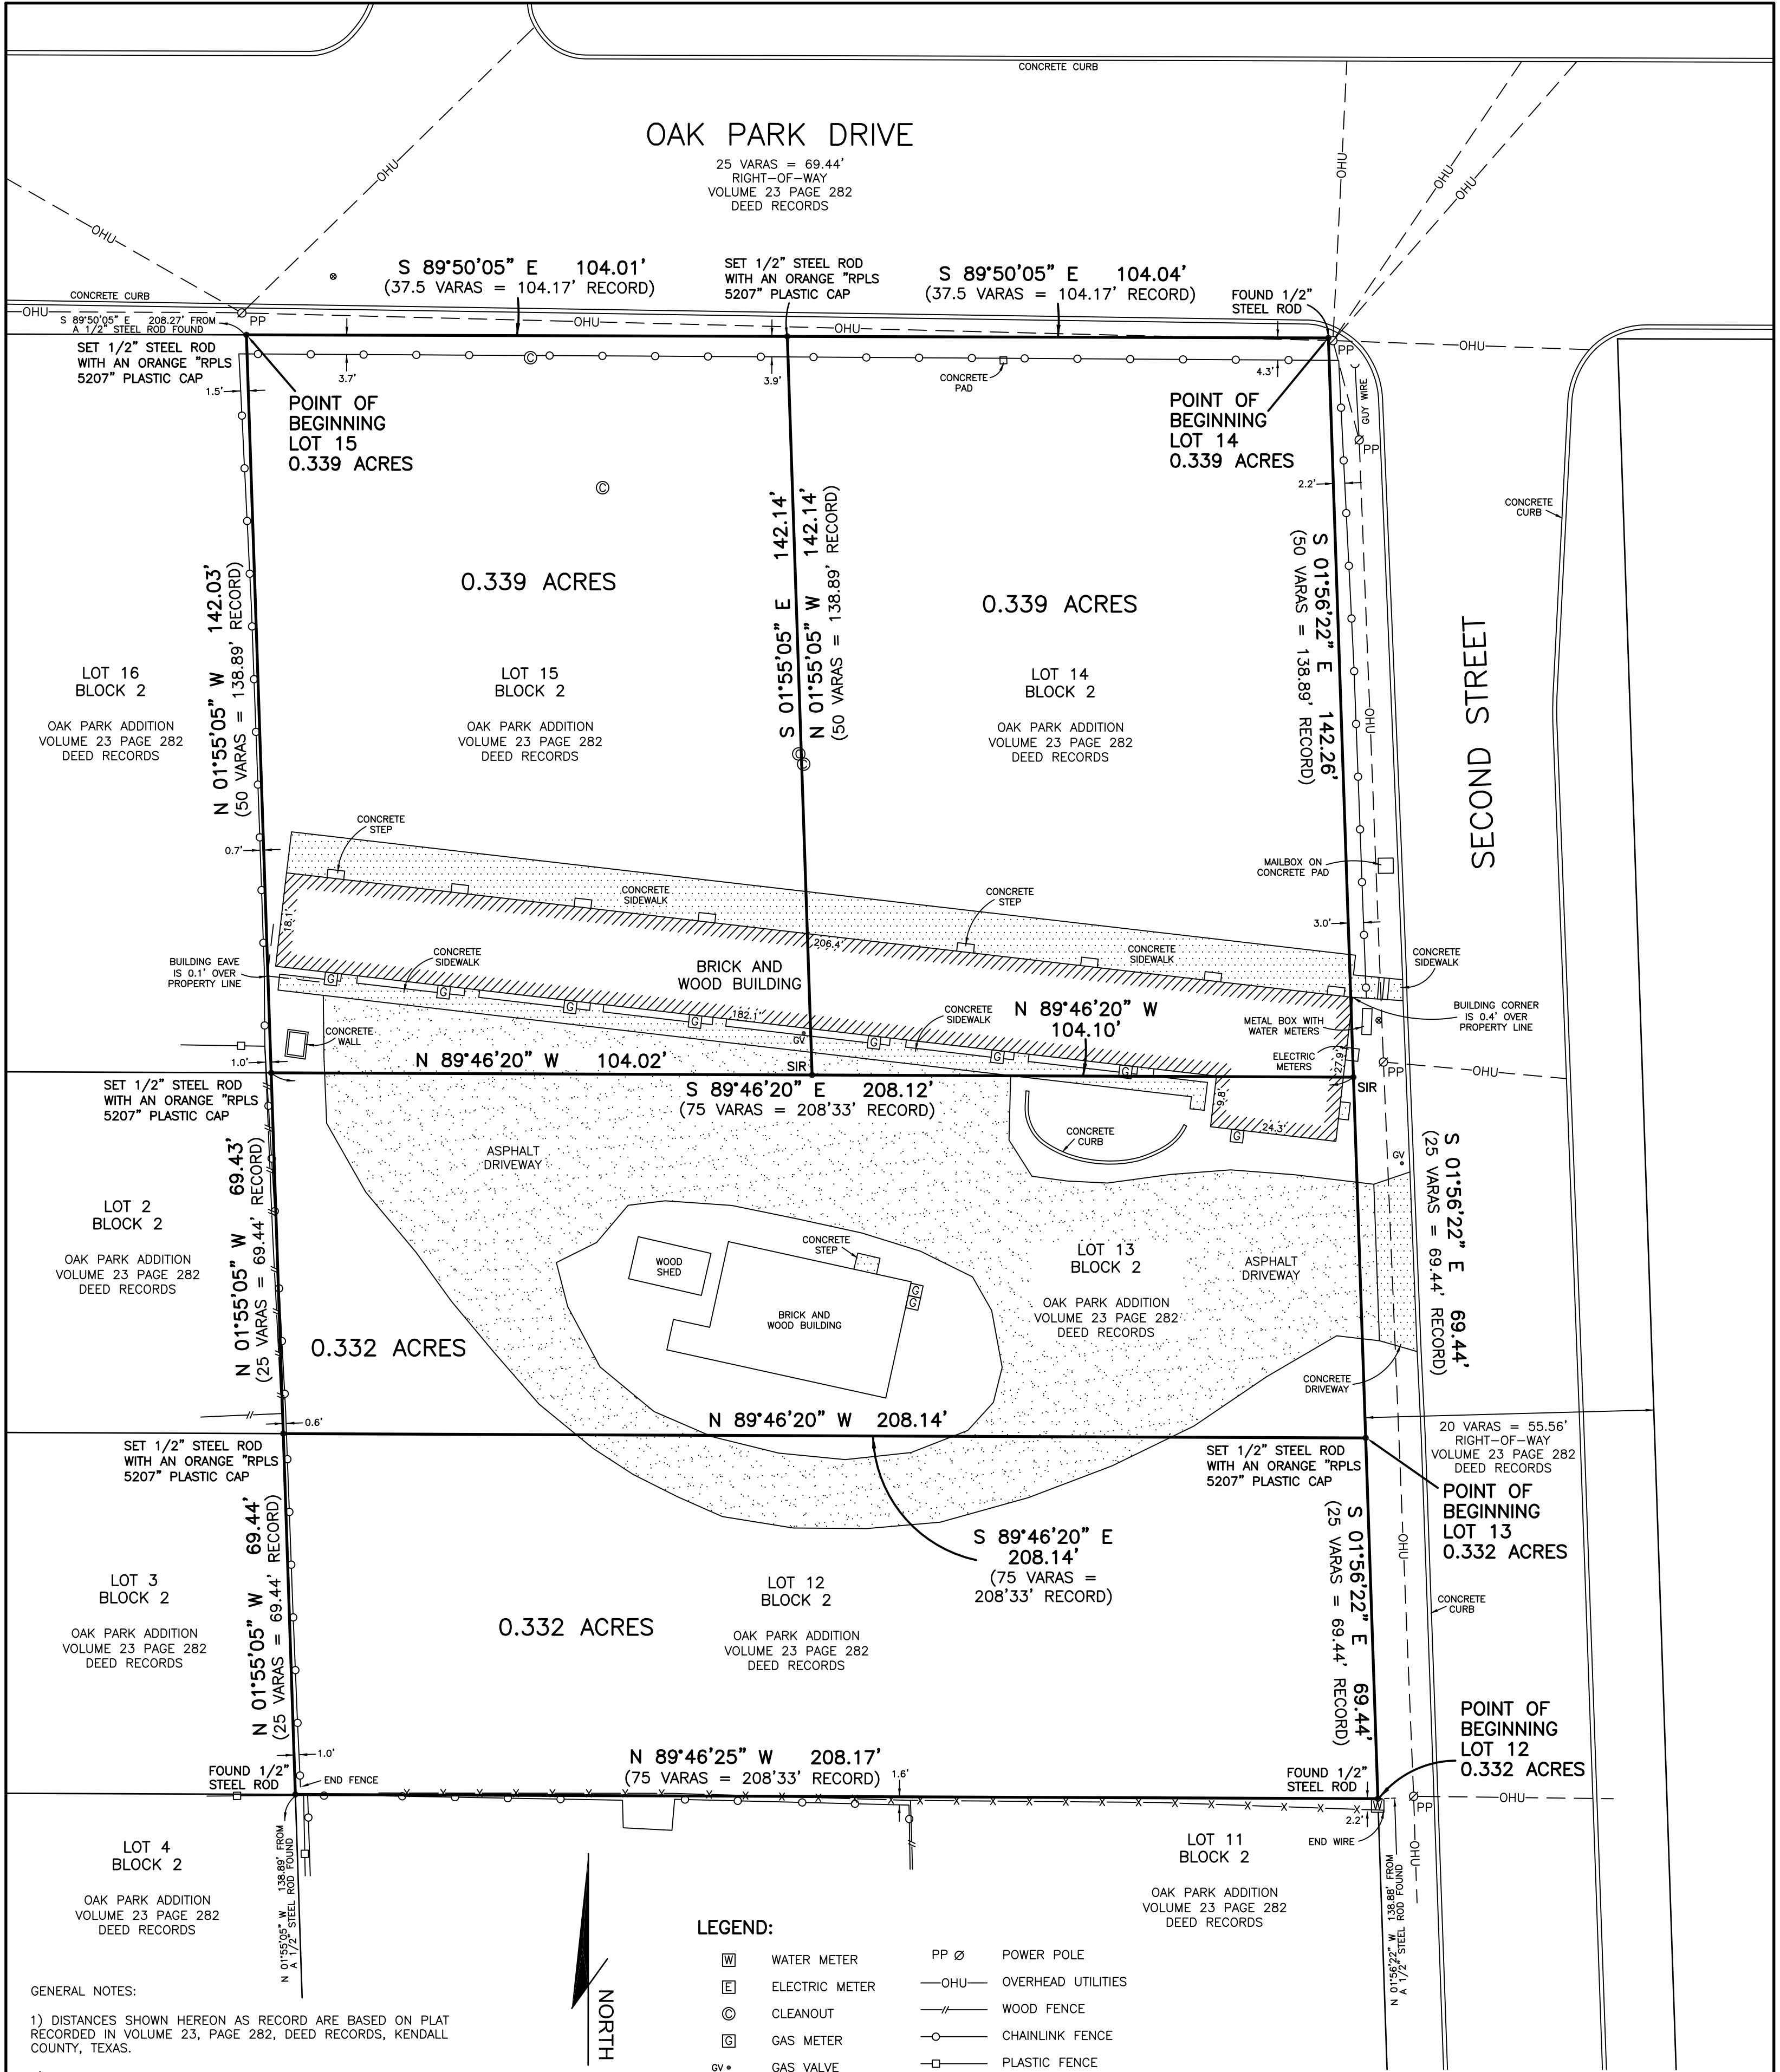 CONCRETE CURB
OAK PARK DRIVE
25 VARAS = 69.44'
RIGHT-OF-WAY
VOLUME 23 PAGE 282
DEED RECORDS
OHU
OHU
OHU
OHU
OHU
S 89°50'05" E 104.01'
(37.5 VARAS = 104.17' RECORD)
SET 1/2" STEEL ROD
WITH AN ORANGE "RPLS
5207" PLASTIC CAP
S 89°50'05" E 104.04'
(37.5 VARAS = 104.17' RECORD)
FOUND 1/2"
STEEL ROD
CONCRETE CURB
OHU
PP
S 89°50'05" E 208.27' FROM
A 1/2" STEEL ROD FOUND
OHU
OHU
PP
OHU
SET 1/2" STEEL ROD
WITH AN ORANGE "RPLS
5207" PLASTIC CAP
1.5'
3.7'
3.9'
CONCRETE
PAD
4.3'
GUY WIRE
PP
POINT OF
BEGINNING
LOT 15
0.339 ACRES
POINT OF
BEGINNING
LOT 14
0.339 ACRES
2.2'
CONCRETE
CURB
C
C
N 01°55'05" W 142.03'
(50 VARAS = 138.89' RECORD)
0.339 ACRES
S 01°55'05" E 142.14'
N 01°55'05" W 142.14'
(50 VARAS = 138.89' RECORD)
0.339 ACRES
S 01°56'22" E 142.26'
(50 VARAS = 138.89' RECORD)
OHU
SECOND STREET
LOT 16
BLOCK 2
OAK PARK ADDITION
VOLUME 23 PAGE 282
DEED RECORDS
LOT 15
BLOCK 2
OAK PARK ADDITION
VOLUME 23 PAGE 282
DEED RECORDS
LOT 14
BLOCK 2
OAK PARK ADDITION
VOLUME 23 PAGE 282
DEED RECORDS
C
C
0.7'
CONCRETE
STEP
CONCRETE
SIDEWALK
18.1'
206.4'
CONCRETE
STEP
CONCRETE
SIDEWALK
MAILBOX ON
CONCRETE PAD
3.0'
CONCRETE
SIDEWALK
BUILDING EAVE
IS 0.1' OVER
PROPERTY LINE
CONCRETE
SIDEWALK
BRICK AND
WOOD BUILDING
G
G
G
G
182.1'
GV
G
G
G
CONCRETE
SIDEWALK
N 89°46'20" W
104.10'
METAL BOX WITH
WATER METERS
BUILDING CORNER
IS 0.4' OVER
PROPERTY LINE
ELECTRIC
METERS
27.9'
PP
OHU
CONCRETE
WALL
1.0'
N 89°46'20" W 104.02'
SIR
SIR
S 89°46'20" E 208.12'
(75 VARAS = 208'33' RECORD)
SET 1/2" STEEL ROD
WITH AN ORANGE "RPLS
5207" PLASTIC CAP
9.8'
24.3'
G
CONCRETE
CURB
ASPHALT
DRIVEWAY
GV
N 01°55'05" W 69.43'
(25 VARAS = 69.44' RECORD)
S 01°56'22" E 69.44'
(25 VARAS = 69.44' RECORD)
LOT 2
BLOCK 2
OAK PARK ADDITION
VOLUME 23 PAGE 282
DEED RECORDS
WOOD
SHED
CONCRETE
STEP
G
G
BRICK AND
WOOD BUILDING
LOT 13
BLOCK 2
OAK PARK ADDITION
VOLUME 23 PAGE 282
DEED RECORDS
ASPHALT
DRIVEWAY
0.332 ACRES
CONCRETE
DRIVEWAY
0.6'
N 89°46'20" W 208.14'
20 VARAS = 55.56'
RIGHT-OF-WAY
VOLUME 23 PAGE 282
DEED RECORDS
SET 1/2" STEEL ROD
WITH AN ORANGE "RPLS
5207" PLASTIC CAP
SET 1/2" STEEL ROD
WITH AN ORANGE "RPLS
5207" PLASTIC CAP
POINT OF
BEGINNING
LOT 13
0.332 ACRES
S 89°46'20" E
208.14'
(75 VARAS =
208'33' RECORD)
OHU
N 01°55'05" W 69.44'
(25 VARAS = 69.44' RECORD)
S 01°56'22" E 69.44'
(25 VARAS = 69.44' RECORD)
LOT 3
BLOCK 2
OAK PARK ADDITION
VOLUME 23 PAGE 282
DEED RECORDS
0.332 ACRES
LOT 12
BLOCK 2
OAK PARK ADDITION
VOLUME 23 PAGE 282
DEED RECORDS
CONCRETE
CURB
POINT OF
BEGINNING
LOT 12
0.332 ACRES
1.0'
FOUND 1/2"
STEEL ROD
END FENCE
N 89°46'25" W 208.17'
(75 VARAS = 208'33' RECORD)
1.6'
FOUND 1/2"
STEEL ROD
W
PP
OHU
2.2'
END WIRE
OHU
LOT 4
BLOCK 2
OAK PARK ADDITION
VOLUME 23 PAGE 282
DEED RECORDS
N 01°55'05" W 138.89' FROM
A 1/2" STEEL ROD FOUND
LOT 11
BLOCK 2
OAK PARK ADDITION
VOLUME 23 PAGE 282
DEED RECORDS
N 01°56'22" W 138.88' FROM
A 1/2" STEEL ROD FOUND
NORTH
LEGEND:
W WATER METER
E ELECTRIC METER
C CLEANOUT
G GAS METER
GV GAS VALVE
PP POWER POLE
OHU OVERHEAD UTILITIES
WOOD FENCE
CHAINLINK FENCE
PLASTIC FENCE
GENERAL NOTES:
1) DISTANCES SHOWN HEREON AS RECORD ARE BASED ON PLAT
RECORDED IN VOLUME 23, PAGE 282, DEED RECORDS, KENDALL
COUNTY, TEXAS.